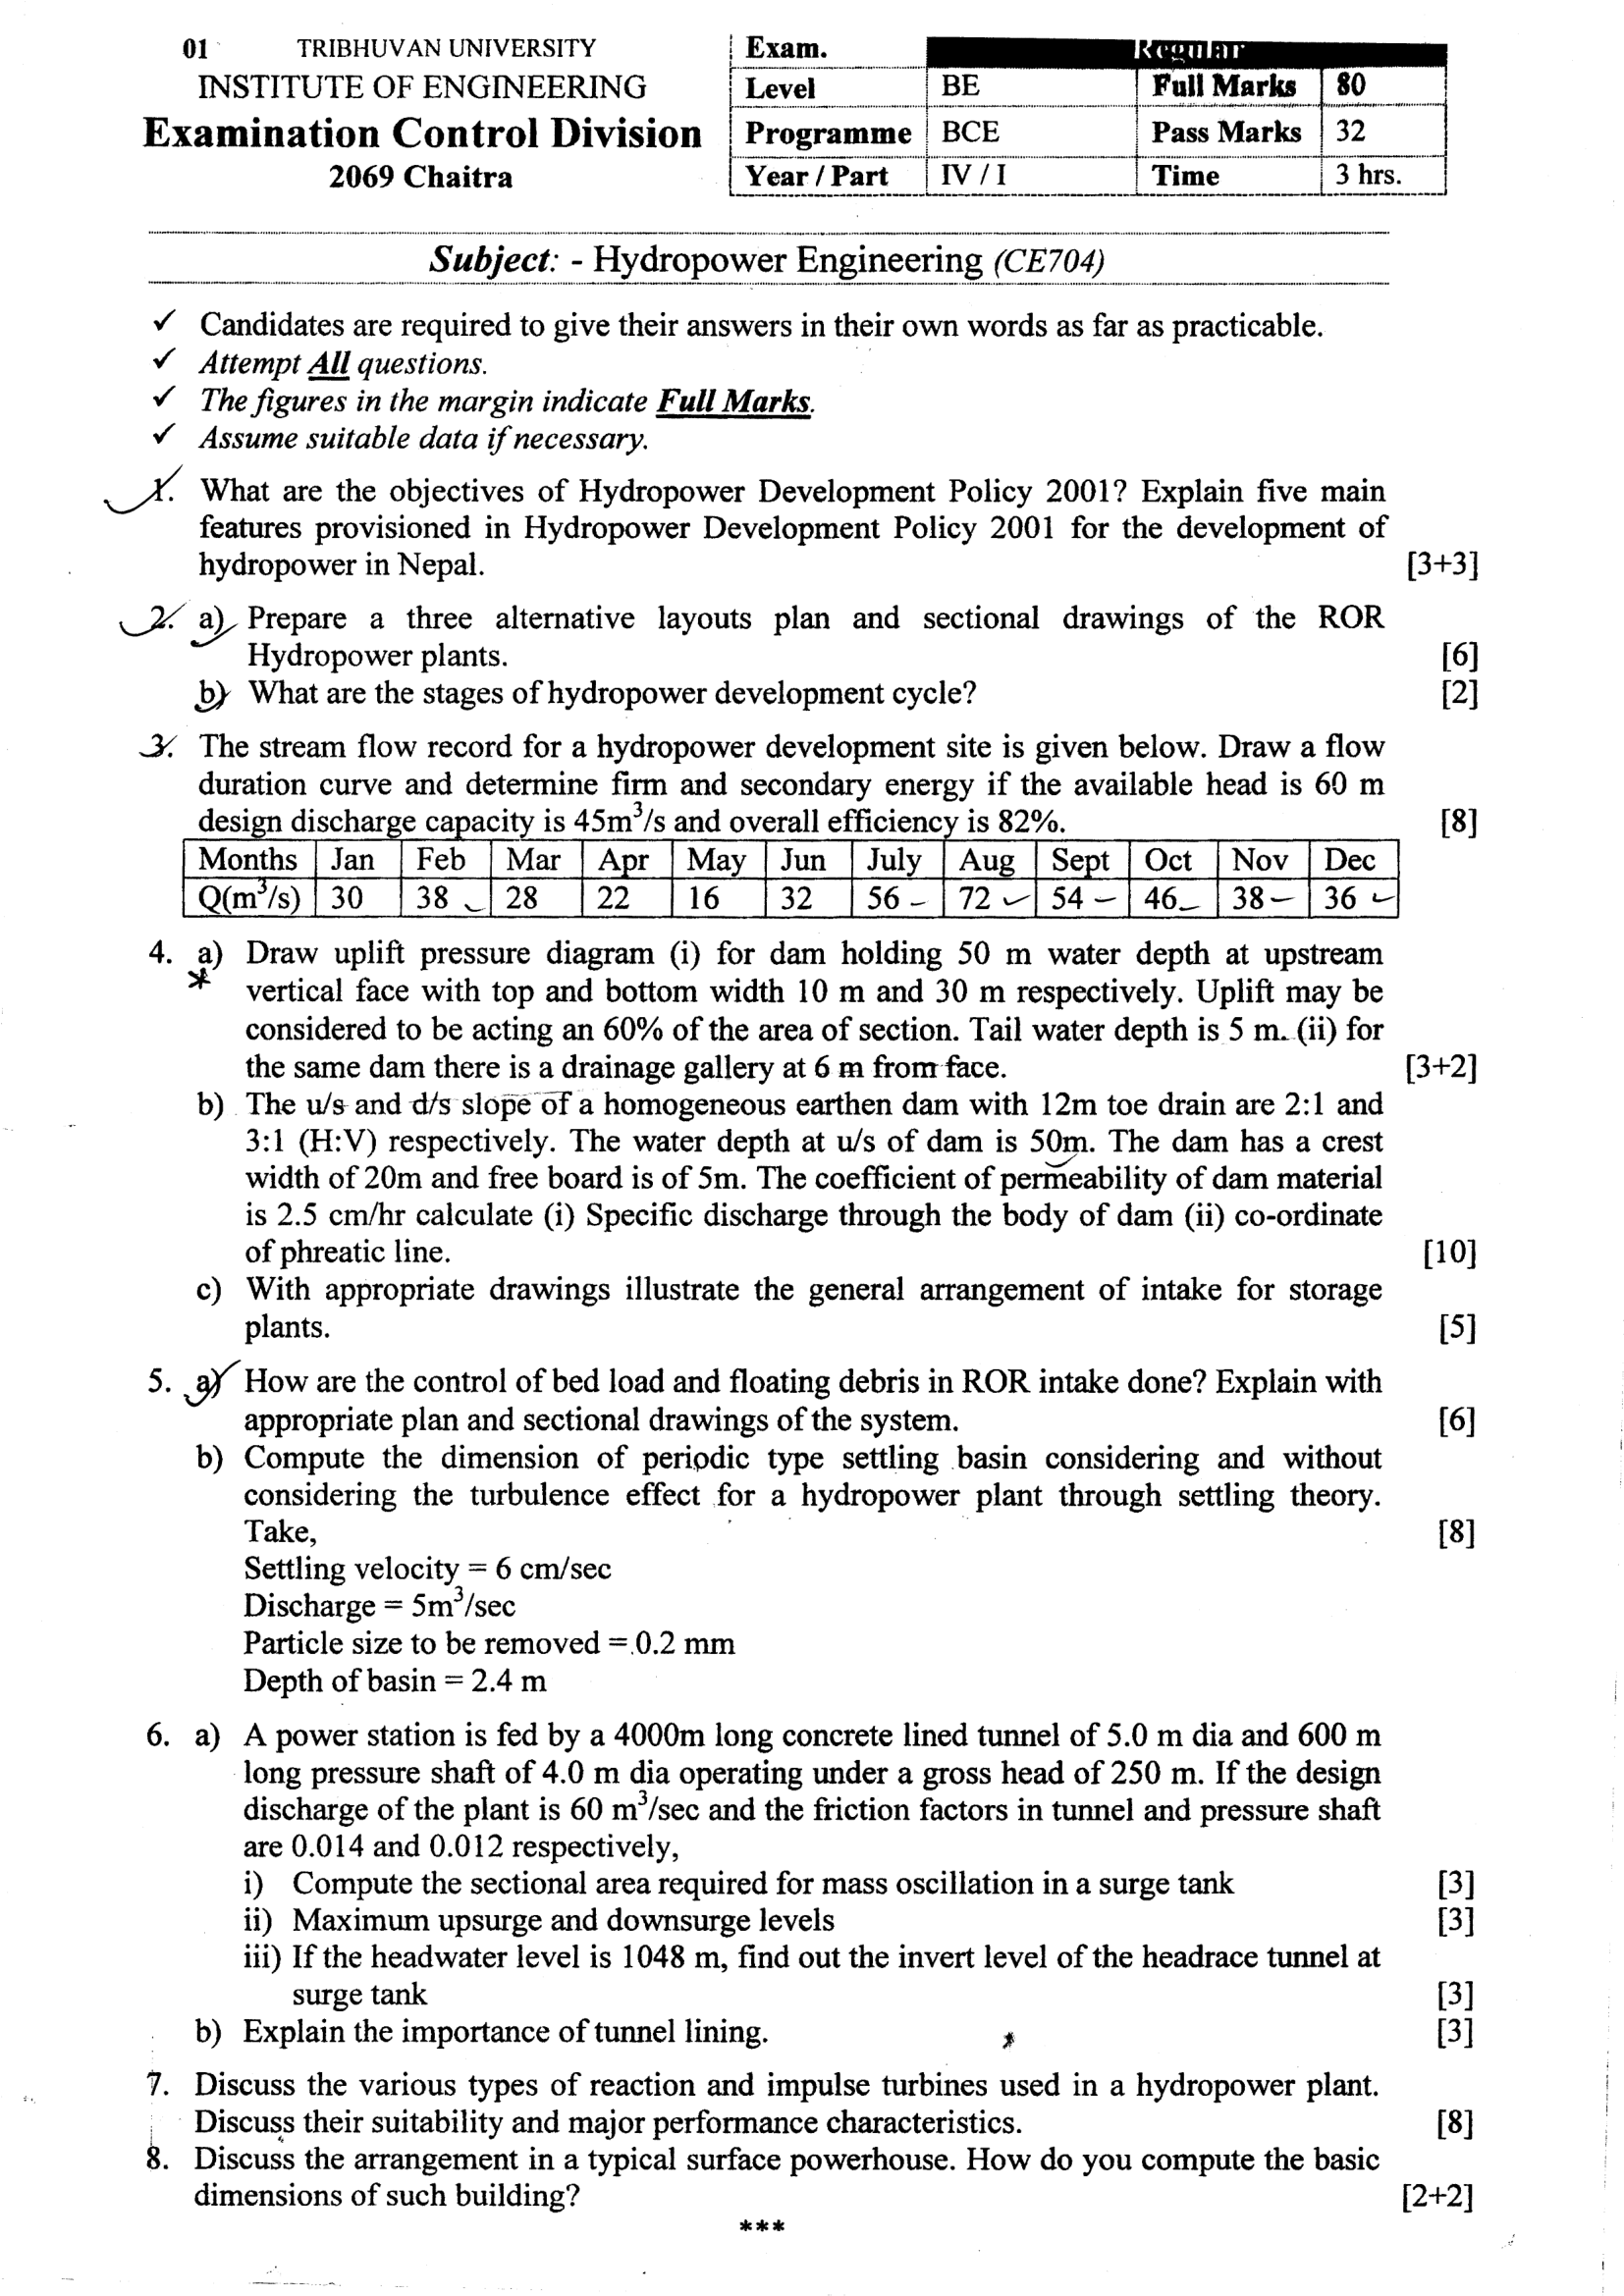 01 TRIBHUVAN UNIVERSITY
INSTITUTE OF ENGINEERING
Examination Control Division
2069 Chaitra
Exam. Regular
Level BE Full Marks 80
Programme BCE Pass Marks 32
Year / Part IV / I Time 3 hrs.
Subject: - Hydropower Engineering (CE704)
✓ Candidates are required to give their answers in their own words as far as practicable.
✓ Attempt All questions.
✓ The figures in the margin indicate Full Marks.
✓ Assume suitable data if necessary.
1. What are the objectives of Hydropower Development Policy 2001? Explain five main
features provisioned in Hydropower Development Policy 2001 for the development of
hydropower in Nepal. [3+3]
2. a) Prepare a three alternative layouts plan and sectional drawings of the ROR
Hydropower plants. [6]
b) What are the stages of hydropower development cycle? [2]
3. The stream flow record for a hydropower development site is given below. Draw a flow
duration curve and determine firm and secondary energy if the available head is 60 m
design discharge capacity is 45m³/s and overall efficiency is 82%. [8]
Months Jan Feb Mar Apr May Jun July Aug Sept Oct Nov Dec
Q(m³/s) 30 38 28 22 16 32 56 72 54 46 38 36
4. a) Draw uplift pressure diagram (i) for dam holding 50 m water depth at upstream
vertical face with top and bottom width 10 m and 30 m respectively. Uplift may be
considered to be acting an 60% of the area of section. Tail water depth is 5 m. (ii) for
the same dam there is a drainage gallery at 6 m from face. [3+2]
b) The u/s and d/s slope of a homogeneous earthen dam with 12m toe drain are 2:1 and
3:1 (H:V) respectively. The water depth at u/s of dam is 50m. The dam has a crest
width of 20m and free board is of 5m. The coefficient of permeability of dam material
is 2.5 cm/hr calculate (i) Specific discharge through the body of dam (ii) co-ordinate
of phreatic line. [10]
c) With appropriate drawings illustrate the general arrangement of intake for storage
plants. [5]
5. a) How are the control of bed load and floating debris in ROR intake done? Explain with
appropriate plan and sectional drawings of the system. [6]
b) Compute the dimension of periodic type settling basin considering and without
considering the turbulence effect for a hydropower plant through settling theory.
Take, [8]
Settling velocity = 6 cm/sec
Discharge = 5m³/sec
Particle size to be removed = 0.2 mm
Depth of basin = 2.4 m
6. a) A power station is fed by a 4000m long concrete lined tunnel of 5.0 m dia and 600 m
long pressure shaft of 4.0 m dia operating under a gross head of 250 m. If the design
discharge of the plant is 60 m³/sec and the friction factors in tunnel and pressure shaft
are 0.014 and 0.012 respectively,
i) Compute the sectional area required for mass oscillation in a surge tank [3]
ii) Maximum upsurge and downsurge levels [3]
iii) If the headwater level is 1048 m, find out the invert level of the headrace tunnel at
surge tank [3]
b) Explain the importance of tunnel lining. [3]
7. Discuss the various types of reaction and impulse turbines used in a hydropower plant.
Discuss their suitability and major performance characteristics. [8]
8. Discuss the arrangement in a typical surface powerhouse. How do you compute the basic
dimensions of such building? [2+2]
***